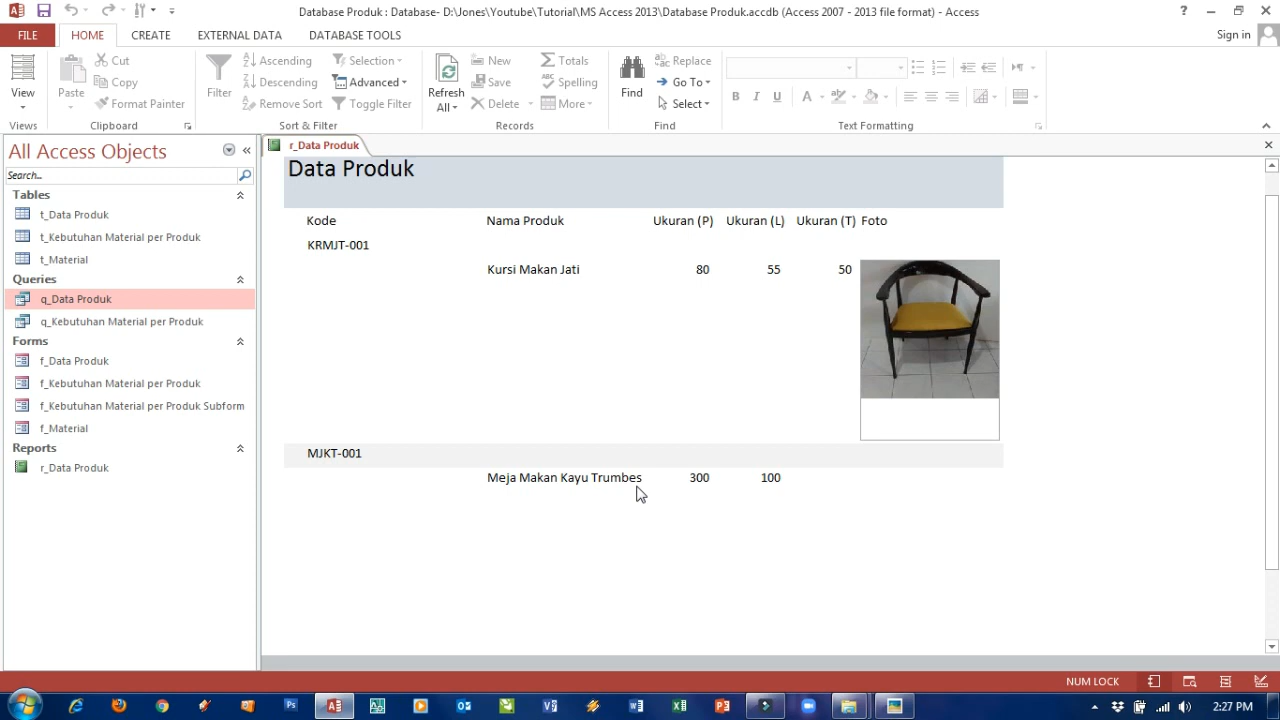 Database Produk : Database- D:\Jonex\Youtube\Tutorial\MS Access 2013\Database Produk.accdb (Access 2007 - 2013 file format) - Access
FILE HOME CREATE EXTERNAL DATA DATABASE TOOLS Sign in
View
Views
Paste
Cut
Copy
Format Painter
Clipboard
Filter
Ascending
Descending
Remove Sort
Selection
Advanced
Toggle Filter
Sort & Filter
Refresh
All
New
Save
Delete
Totals
Spelling
More
Records
Find
Replace
Go To
Select
Find
B I U A
Text Formatting
All Access Objects
Search...
Tables
t_Data Produk
t_Kebutuhan Material per Produk
t_Material
Queries
q_Data Produk
q_Kebutuhan Material per Produk
Forms
f_Data Produk
f_Kebutuhan Material per Produk
f_Kebutuhan Material per Produk Subform
f_Material
Reports
r_Data Produk
r_Data Produk
Data Produk
Kode Nama Produk Ukuran (P) Ukuran (L) Ukuran (T) Foto
KRMJT-001
Kursi Makan Jati 80 55 50
MJKT-001
Meja Makan Kayu Trumbes 300 100
NUM LOCK
2:27 PM